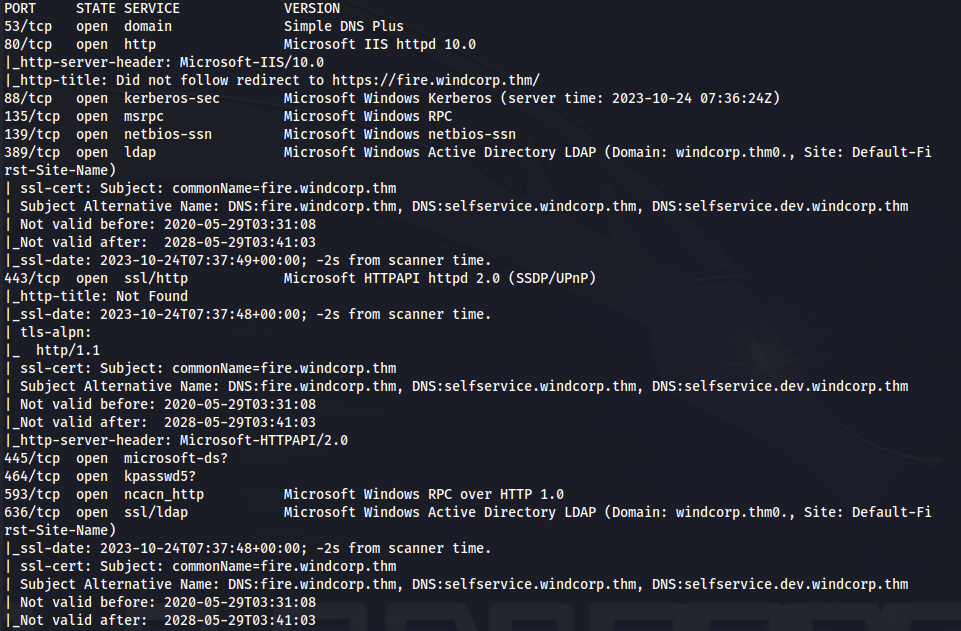 PORT     STATE SERVICE          VERSION
53/tcp   open  domain           Simple DNS Plus
80/tcp   open  http             Microsoft IIS httpd 10.0
|_http-server-header: Microsoft-IIS/10.0
|_http-title: Did not follow redirect to https://fire.windcorp.thm/
88/tcp   open  kerberos-sec     Microsoft Windows Kerberos (server time: 2023-10-24 07:36:24Z)
135/tcp  open  msrpc            Microsoft Windows RPC
139/tcp  open  netbios-ssn      Microsoft Windows netbios-ssn
389/tcp  open  ldap             Microsoft Windows Active Directory LDAP (Domain: windcorp.thm0., Site: Default-Fi
rst-Site-Name)
| ssl-cert: Subject: commonName=fire.windcorp.thm
| Subject Alternative Name: DNS:fire.windcorp.thm, DNS:selfservice.windcorp.thm, DNS:selfservice.dev.windcorp.thm
| Not valid before: 2020-05-29T03:31:08
|_Not valid after:  2028-05-29T03:41:03
|_ssl-date: 2023-10-24T07:37:49+00:00; -2s from scanner time.
443/tcp  open  ssl/http         Microsoft HTTPAPI httpd 2.0 (SSDP/UPnP)
|_http-title: Not Found
|_ssl-date: 2023-10-24T07:37:48+00:00; -2s from scanner time.
| tls-alpn:
|_  http/1.1
| ssl-cert: Subject: commonName=fire.windcorp.thm
| Subject Alternative Name: DNS:fire.windcorp.thm, DNS:selfservice.windcorp.thm, DNS:selfservice.dev.windcorp.thm
| Not valid before: 2020-05-29T03:31:08
|_Not valid after:  2028-05-29T03:41:03
|_http-server-header: Microsoft-HTTPAPI/2.0
445/tcp  open  microsoft-ds?
464/tcp  open  kpasswd5?
593/tcp  open  ncacn_http       Microsoft Windows RPC over HTTP 1.0
636/tcp  open  ssl/ldap         Microsoft Windows Active Directory LDAP (Domain: windcorp.thm0., Site: Default-Fi
rst-Site-Name)
|_ssl-date: 2023-10-24T07:37:48+00:00; -2s from scanner time.
| ssl-cert: Subject: commonName=fire.windcorp.thm
| Subject Alternative Name: DNS:fire.windcorp.thm, DNS:selfservice.windcorp.thm, DNS:selfservice.dev.windcorp.thm
| Not valid before: 2020-05-29T03:31:08
|_Not valid after:  2028-05-29T03:41:03